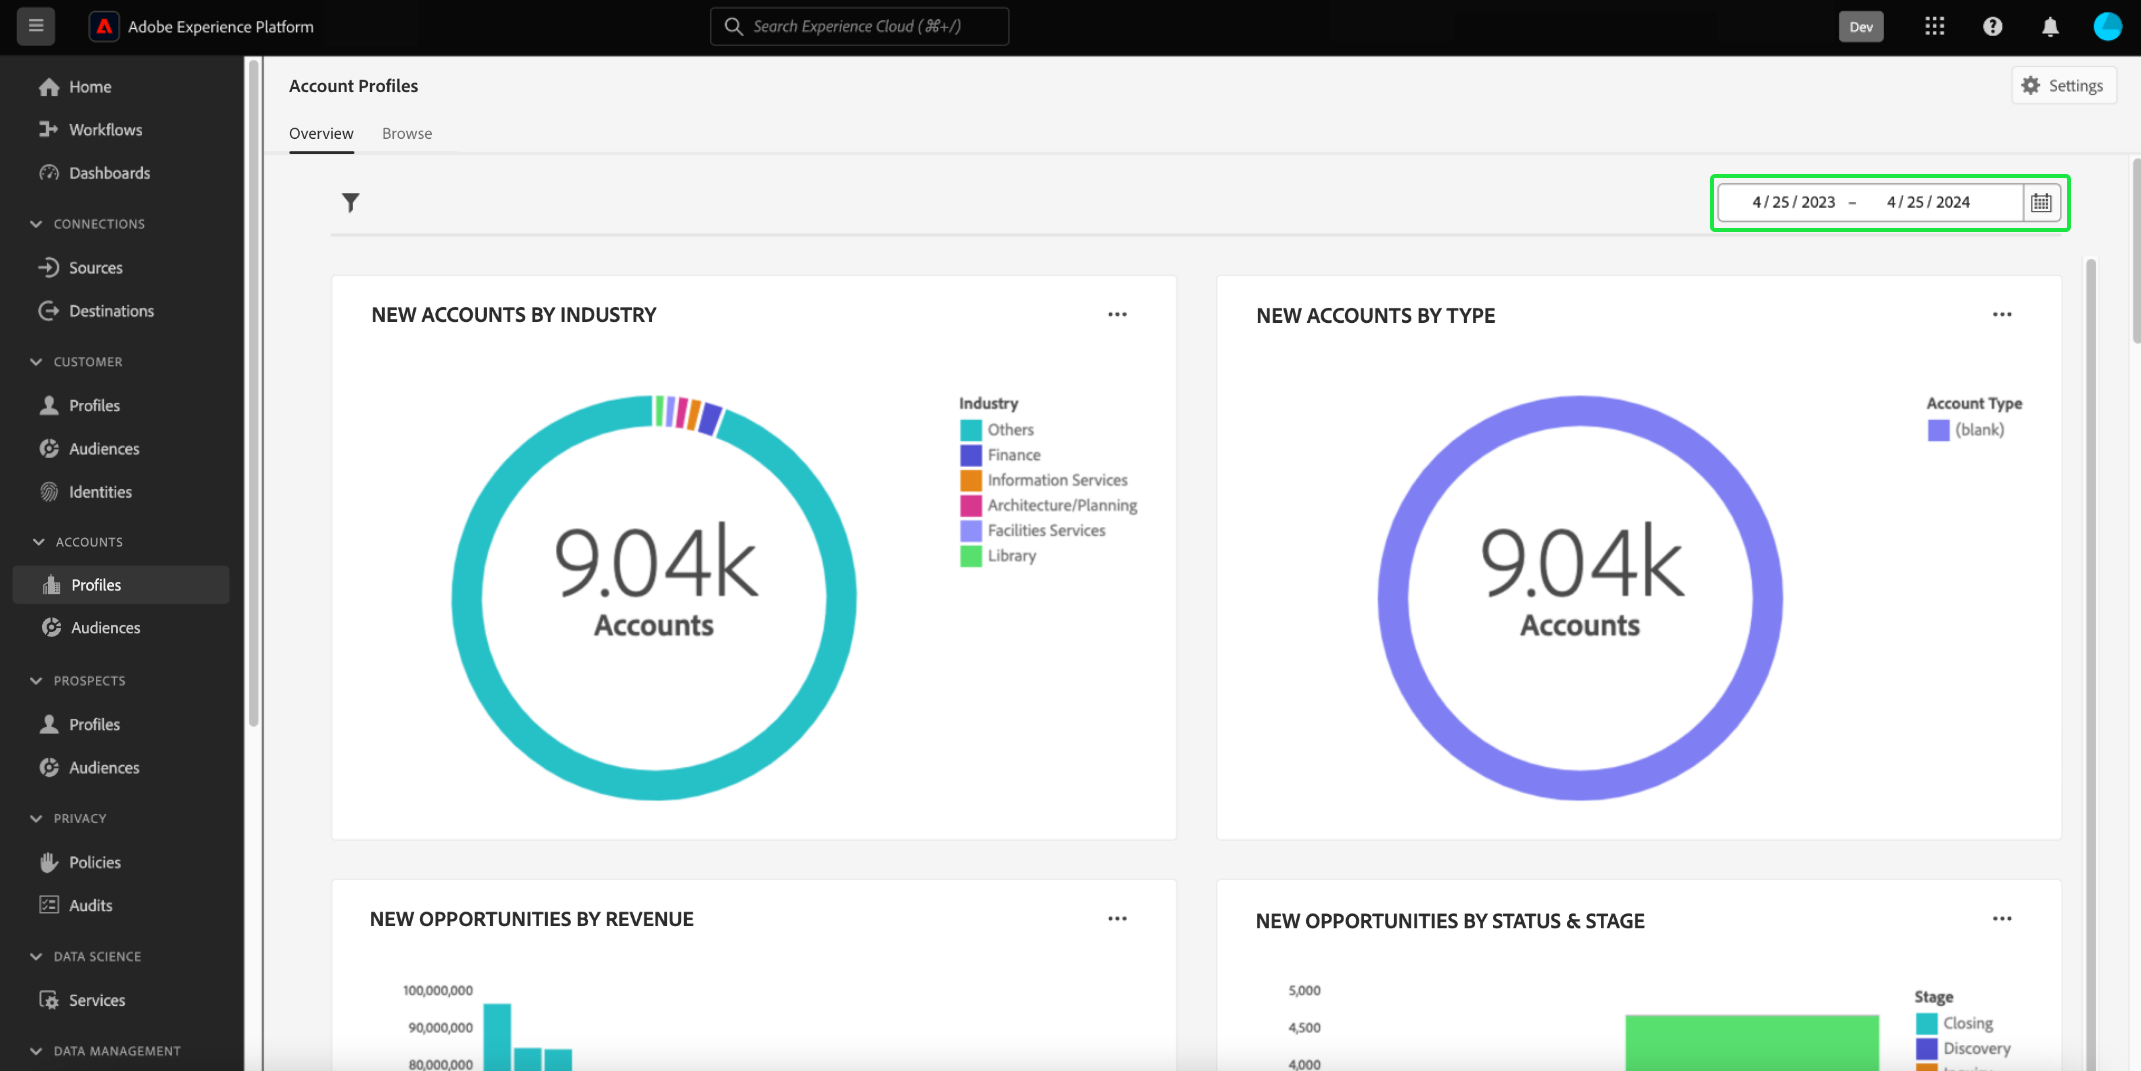 Adobe Experience Platform
Search Experience Cloud (⌘+/)
Dev
Home
Workflows
Dashboards
CONNECTIONS
Sources
Destinations
CUSTOMER
Profiles
Audiences
Identities
ACCOUNTS
Profiles
Audiences
PROSPECTS
Profiles
Audiences
PRIVACY
Policies
Audits
DATA SCIENCE
Services
DATA MANAGEMENT
Account Profiles
Settings
Overview Browse
4 / 25 / 2023 – 4 / 25 / 2024
NEW ACCOUNTS BY INDUSTRY
9.04k
Accounts
Industry
Others
Finance
Information Services
Architecture/Planning
Facilities Services
Library
NEW ACCOUNTS BY TYPE
9.04k
Accounts
Account Type
(blank)
NEW OPPORTUNITIES BY REVENUE
100,000,000
90,000,000
80,000,000
NEW OPPORTUNITIES BY STATUS & STAGE
5,000
4,500
4,000
Stage
Closing
Discovery